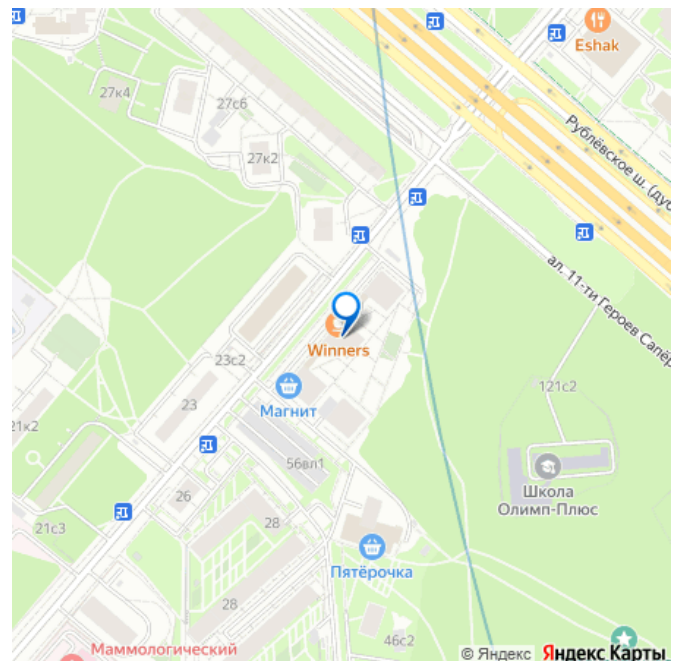 Eshak
27с6
27к4
27к2
Рублёвское ш. (дуб
ал. 11-ти Героев Сапёр
Winners
23с2
Магнит
121с2
23
21к2
56вл1
Школа
Олимп-Плюс
26
28
21с3
Пятёрочка
28
46с2
Маммологический
© Яндекс Яндекс Карты